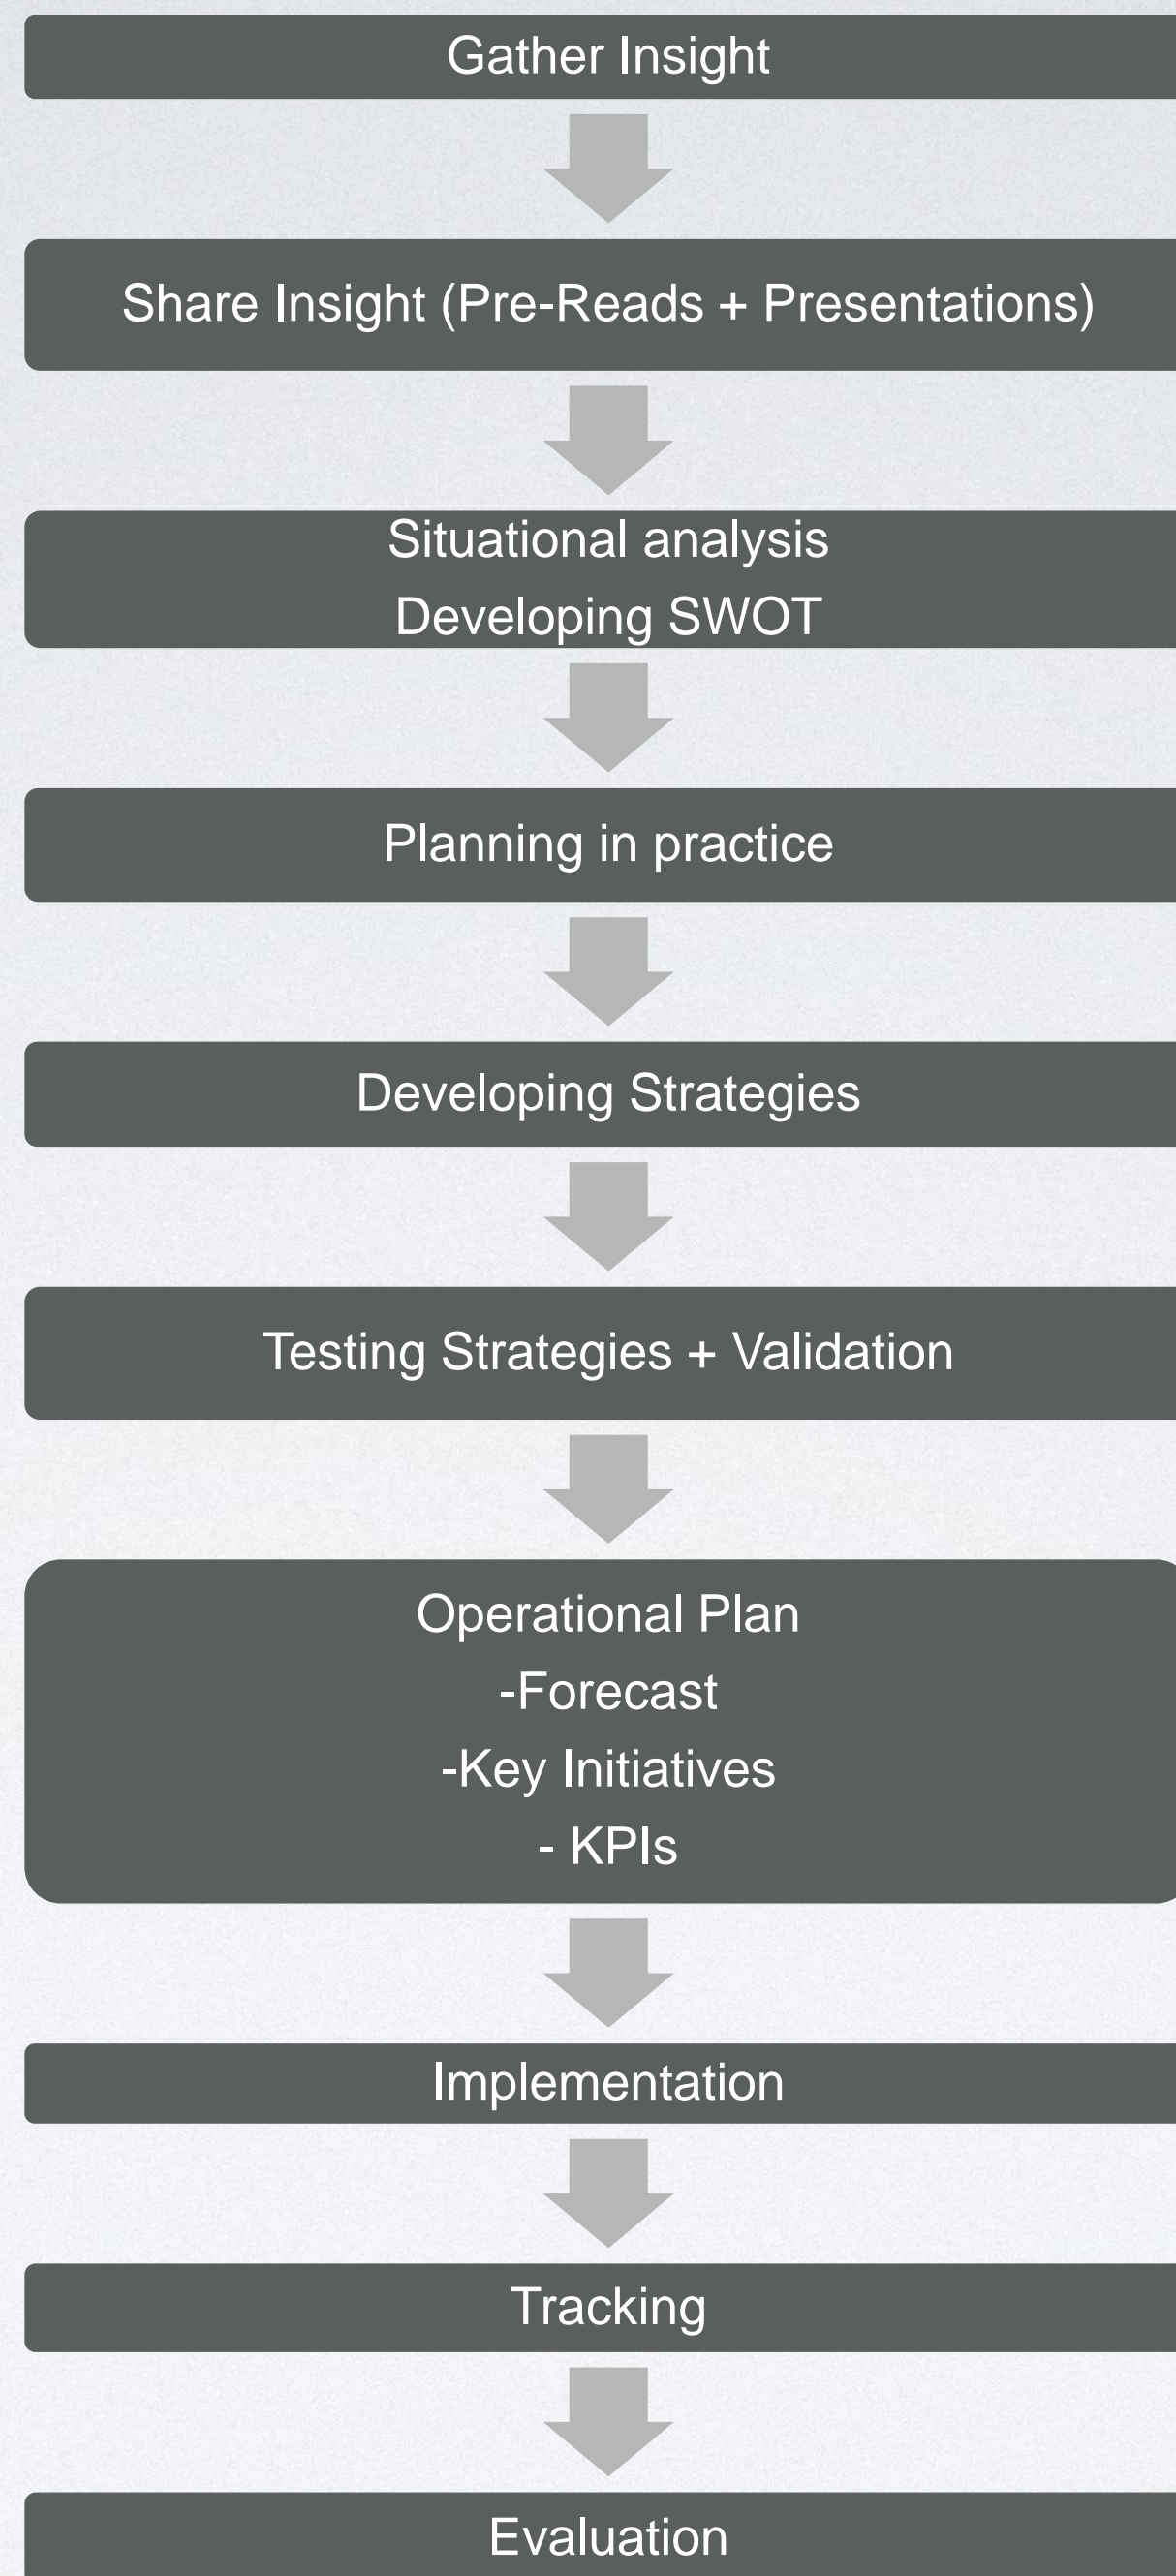 Gather Insight
Share Insight (Pre-Reads + Presentations)
Situational analysis
Developing SWOT
Planning in practice
Developing Strategies
Testing Strategies + Validation
Operational Plan
-Forecast
-Key Initiatives
- KPIs
Implementation
Tracking
Evaluation